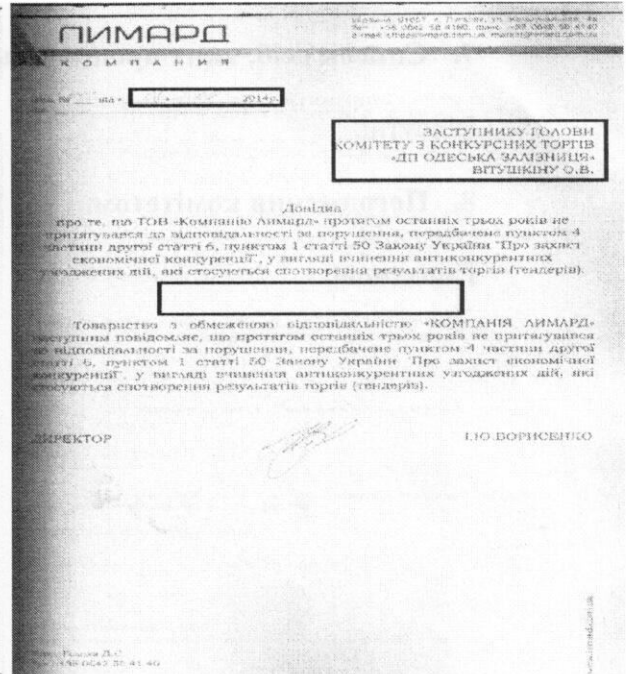 ЛИМАРД
КОМПАНИЯ
від « 2014р.
ЗАСТУПНИКУ ГОЛОВИ
КОМІТЕТУ З КОНКУРСНИХ ТОРГІВ
«ДП ОДЕСЬКА ЗАЛІЗНИЦЯ»
ВІТУШКІНУ О.В.
Довідка
про те, що ТОВ «Компанію Лимард» протягом останніх трьох років не
притягувався до відповідальності за порушення, передбачене пунктом 4
частини другої статті 6, пунктом 1 статті 50 Закону України "Про захист
економічної конкуренції", у вигляді вчинення антиконкурентних
узгоджених дій, які стосуються спотворення результатів торгів (тендерів).
Товариство з обмеженою відповідальністю «КОМПАНІЯ ЛИМАРД»
наступним повідомляє, що протягом останніх трьох років не притягувався
до відповідальності за порушення, передбачене пунктом 4 частини другої
статті 6, пунктом 1 статті 50 Закону України "Про захист економічної
конкуренції", у вигляді вчинення антиконкурентних узгоджених дій, які
стосуються спотворення результатів торгів (тендерів).
ДИРЕКТОР
І.Ю.БОРИСЕНКО